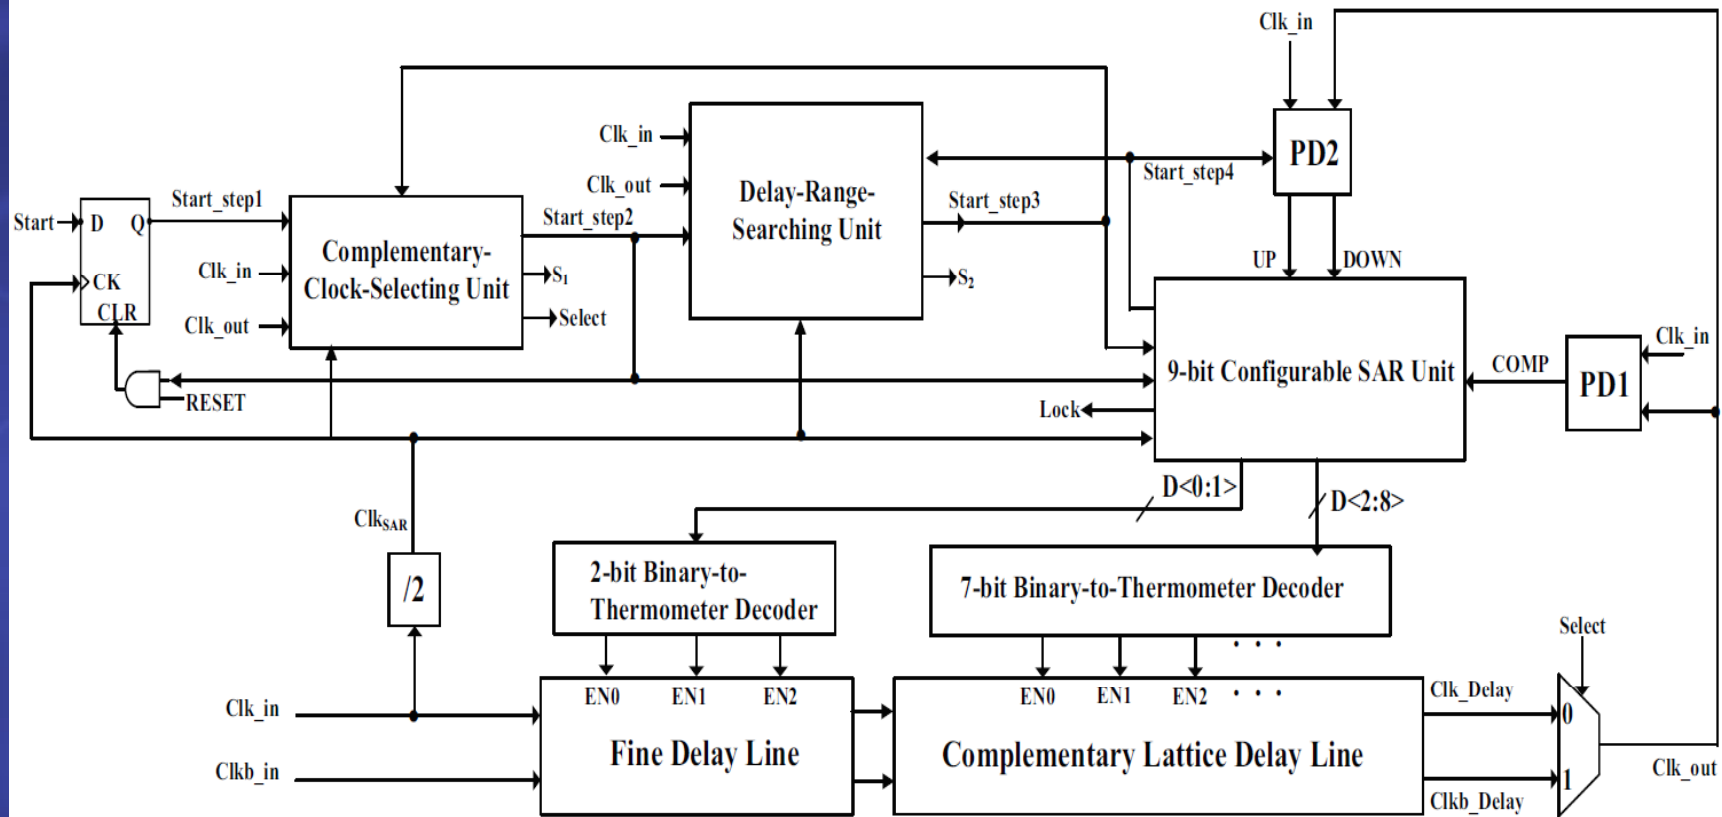 Clk_in
Clk_in
PD2
Clk_out
Start_step4
Delay-Range-
Searching Unit
Start_step1
Start_step2
Start_step3
Start
D
Q
CK
CLR
Clk_in
Clk_out
Complementary-
Clock-Selecting Unit
S1
Select
S2
UP
DOWN
Clk_in
COMP
PD1
9-bit Configurable SAR Unit
RESET
Lock
D<0:1>
D<2:8>
ClkSAR
/2
2-bit Binary-to-
Thermometer Decoder
7-bit Binary-to-Thermometer Decoder
Select
EN0
EN1
EN2
EN0
EN1
EN2
. . .
. . .
Clk_in
Clkb_in
Fine Delay Line
Complementary Lattice Delay Line
Clk_Delay
Clkb_Delay
0
1
Clk_out